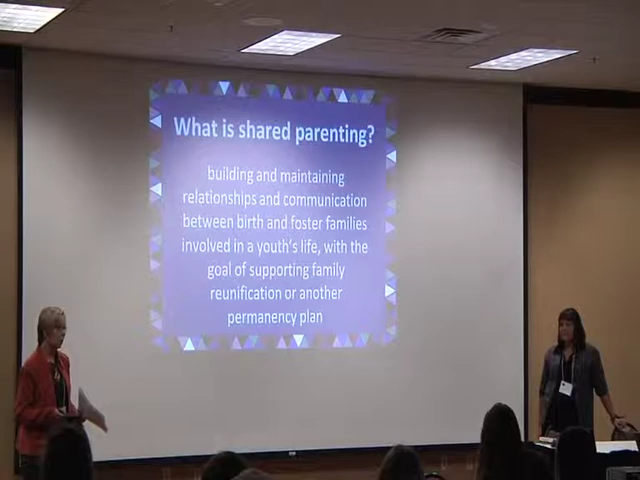 What is shared parenting?
building and maintaining
relationships and communication
between birth and foster families
involved in a youth's life, with the
goal of supporting family
reunification or another
permanency plan